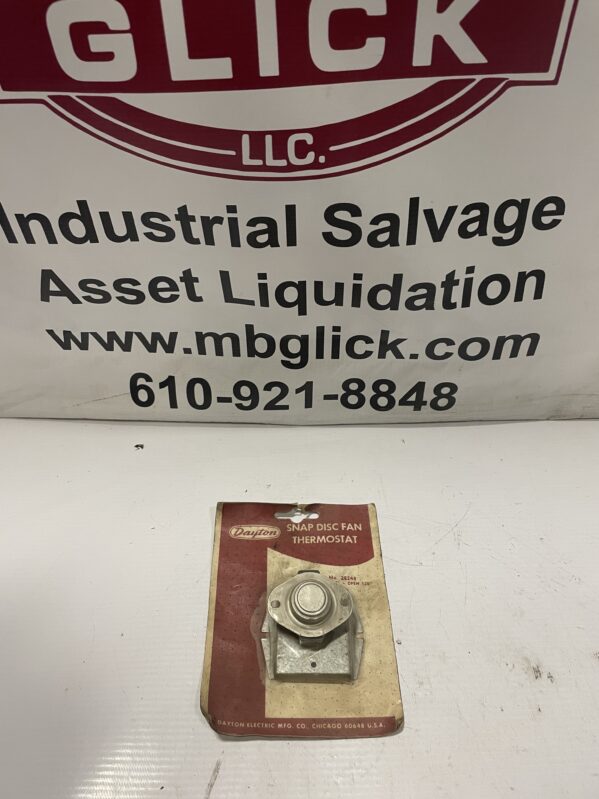 GLICK
LLC.
Industrial Salvage
Asset Liquidation
www.mbglick.com
610-921-8848
Dayton
SNAP DISC FAN
THERMOSTAT
OPEN
DAYTON ELECTRIC MFG. CO. CHICAGO 60648 U.S.A.